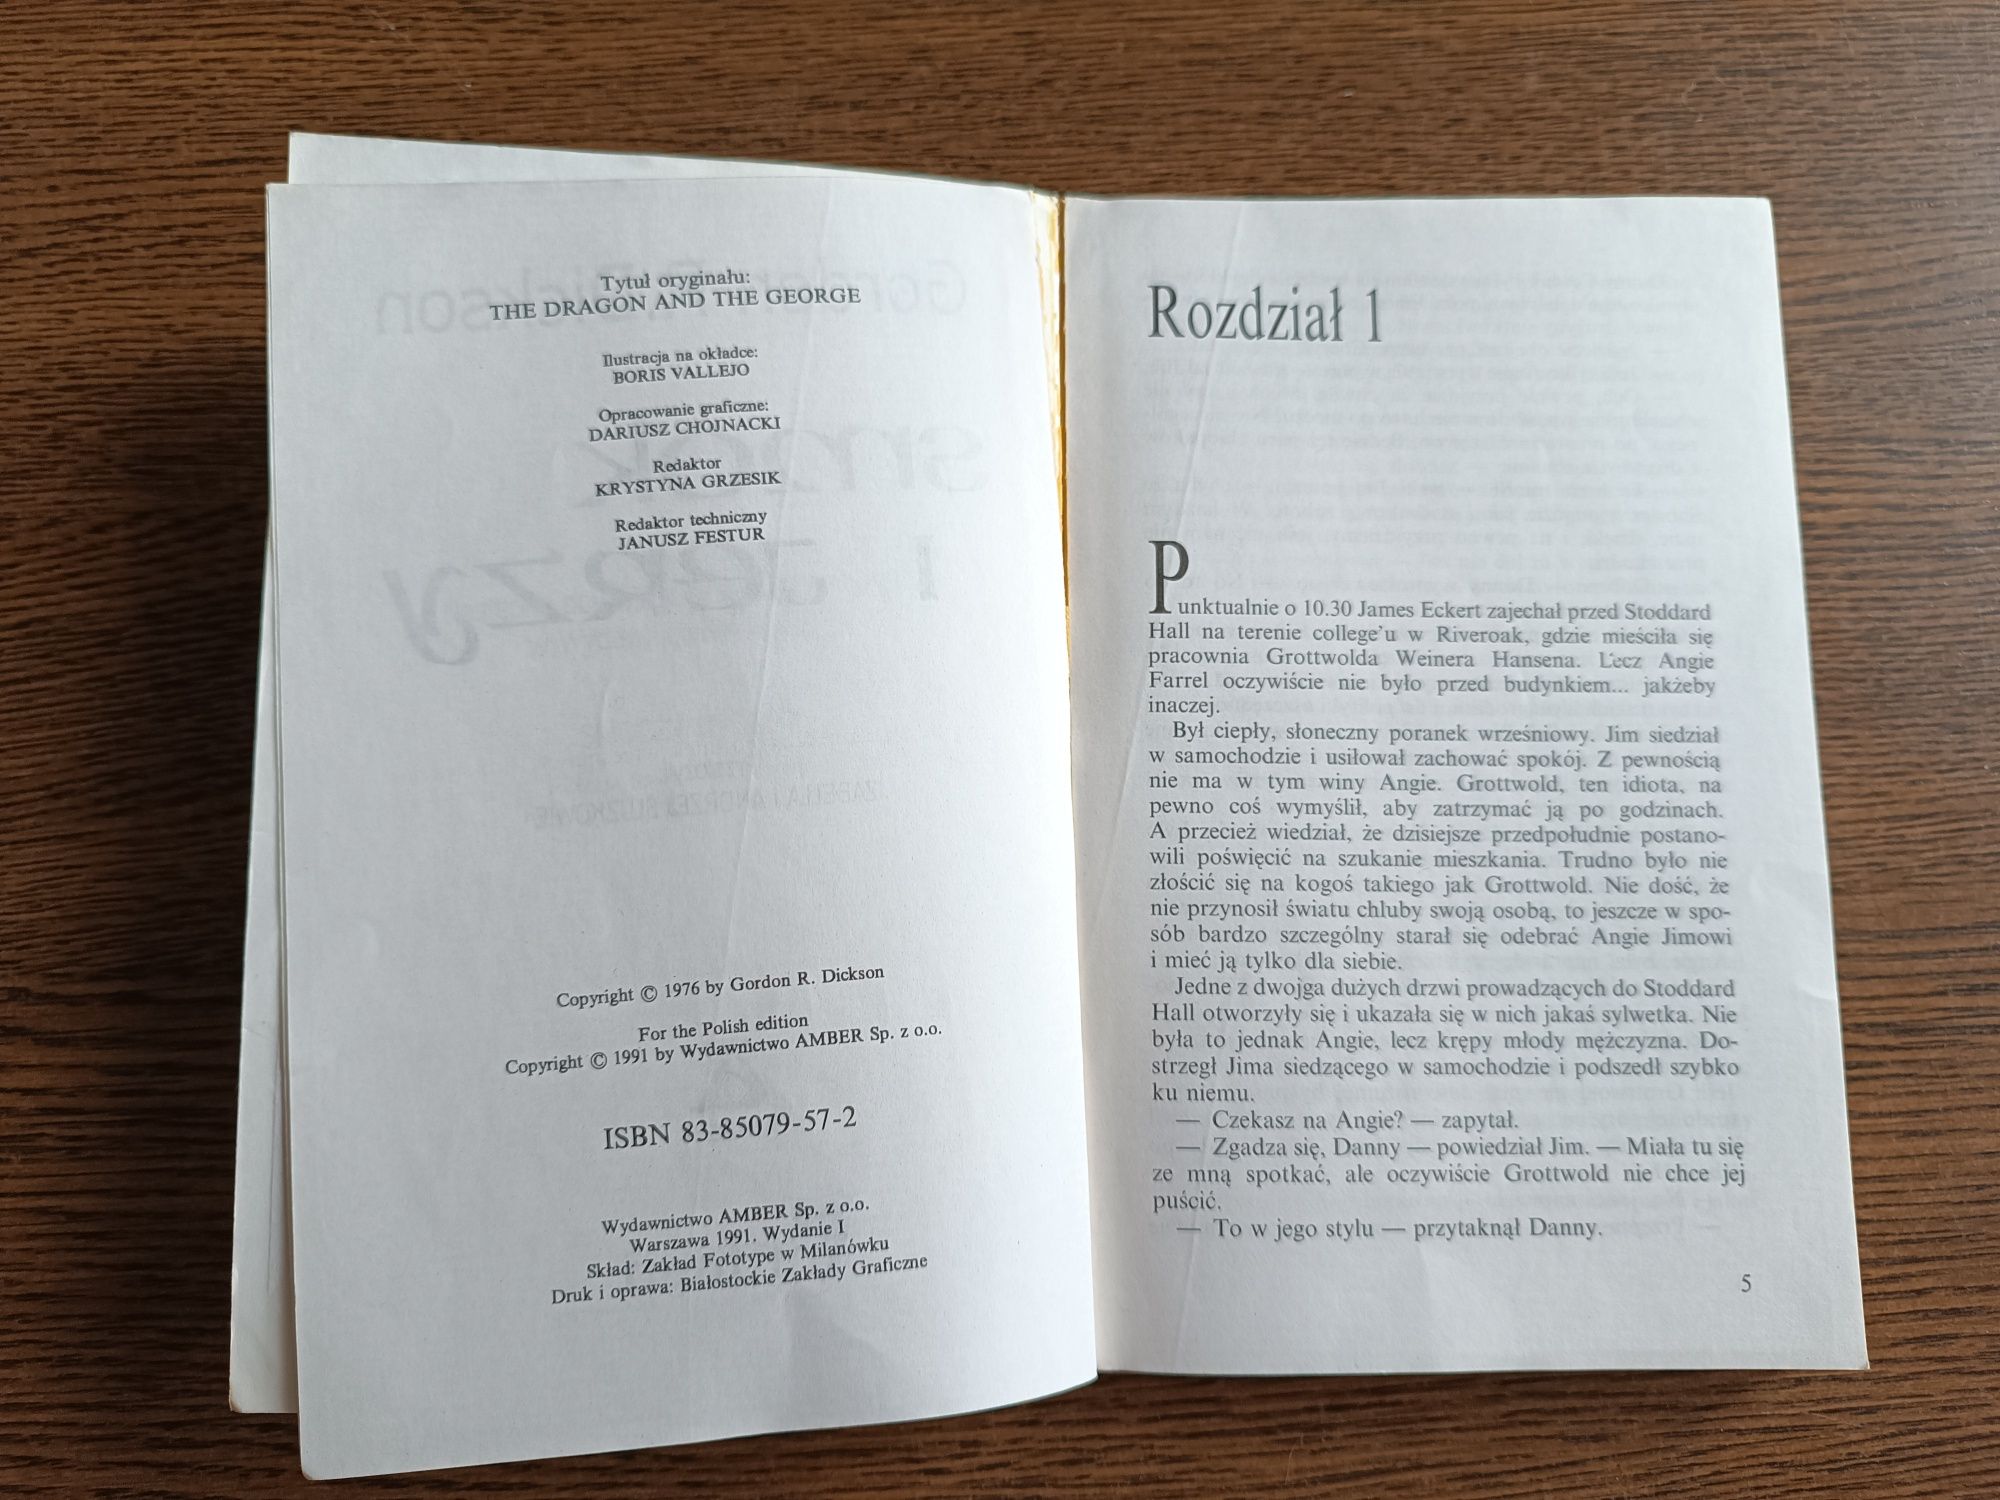 Tytuł oryginału:
THE DRAGON AND THE GEORGE
Ilustracja na okładce:
BORIS VALLEJO
Opracowanie graficzne:
DARIUSZ CHOJNACKI
Redaktor
KRYSTYNA GRZESIK
Redaktor techniczny
JANUSZ FESTUR
Copyright © 1976 by Gordon R. Dickson
For the Polish edition
Copyright © 1991 by Wydawnictwo AMBER Sp. z o.o.
ISBN 83-85079-57-2
Wydawnictwo AMBER Sp. z o.o.
Warszawa 1991. Wydanie I
Skład: Zakład Fototype w Milanówku
Druk i oprawa: Białostockie Zakłady Graficzne
Rozdział 1
Punktualnie o 10.30 James Eckert zajechał przed Stoddard
Hall na terenie college'u w Riveroak, gdzie mieściła się
pracownia Grottwolda Weinera Hansena. Lecz Angie
Farrel oczywiście nie było przed budynkiem... jakżeby
inaczej.
Był ciepły, słoneczny poranek wrześniowy. Jim siedział
w samochodzie i usiłował zachować spokój. Z pewnością
nie ma w tym winy Angie. Grottwold, ten idiota, na
pewno coś wymyślił, aby zatrzymać ją po godzinach.
A przecież wiedział, że dzisiejsze przedpołudnie postano-
wili poświęcić na szukanie mieszkania. Trudno było nie
złościć się na kogoś takiego jak Grottwold. Nie dość, że
nie przynosił światu chluby swoją osobą, to jeszcze w spo-
sób bardzo szczególny starał się odebrać Angie Jimowi
i mieć ją tylko dla siebie.
Jedne z dwojga dużych drzwi prowadzących do Stoddard
Hall otworzyły się i ukazała się w nich jakaś sylwetka. Nie
była to jednak Angie, lecz krępy młody mężczyzna. Do-
strzegł Jima siedzącego w samochodzie i podszedł szybko
ku niemu.
— Czekasz na Angie? — zapytał.
— Zgadza się, Danny — powiedział Jim. — Miała tu się
ze mną spotkać, ale oczywiście Grottwold nie chce jej
puścić.
— To w jego stylu — przytaknął Danny.
5